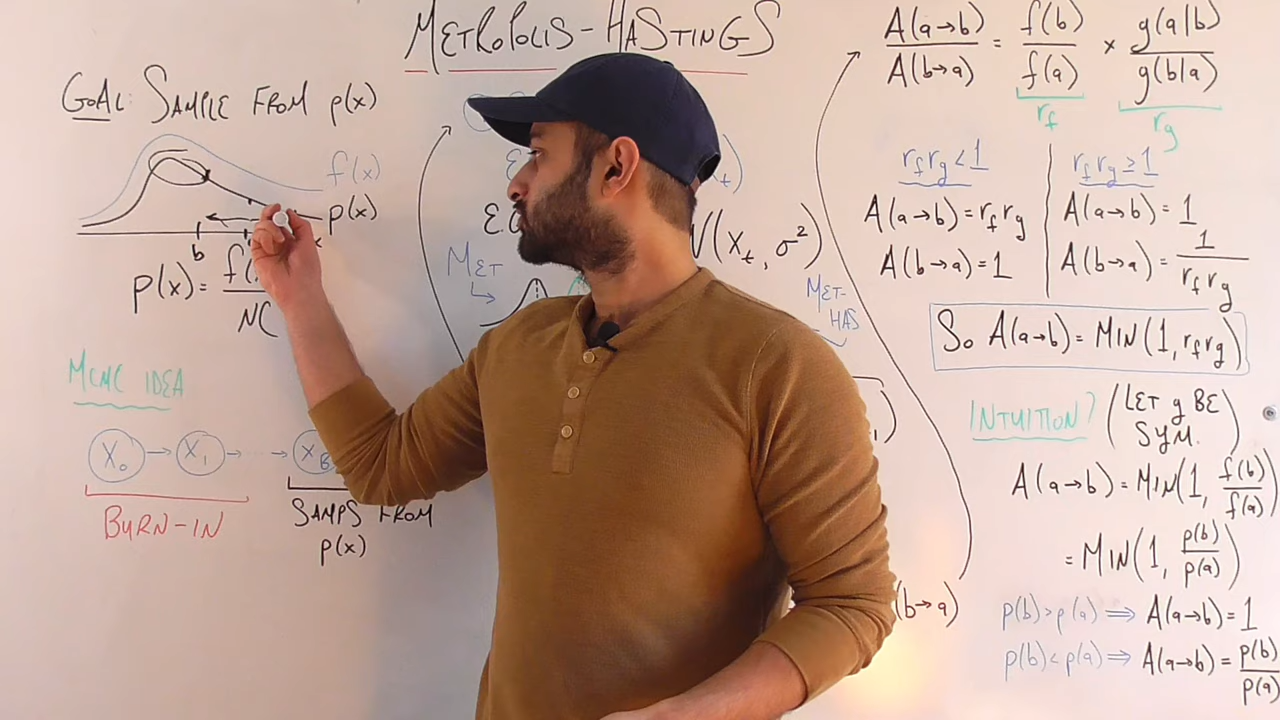 METROPOLIS-HASTINGS
GOAL: SAMPLE FROM p(x)
f(x)
p(x)
b
p(x) = f(
NC
MCMC IDEA
X₀ → X₁ → ··· → X_B
BURN-IN
SAMPS FROM
p(x)
MET
(X_t, σ²)
MET-
HAS
(b→a)
A(a→b) / A(b→a) = f(b) / f(a) × g(a|b) / g(b|a)
r_f
r_g
r_f r_g < 1
A(a→b) = r_f r_g
A(b→a) = 1
r_f r_g ≥ 1
A(a→b) = 1
A(b→a) = 1 / r_f r_g
So A(a→b) = MIN(1, r_f r_g)
INTUITION? (LET g BE
SYM.)
A(a→b) = MIN(1, f(b) / f(a))
= MIN(1, p(b) / p(a))
p(b) > p(a) ⟹ A(a→b) = 1
p(b) < p(a) ⟹ A(a→b) = p(b) / p(a)